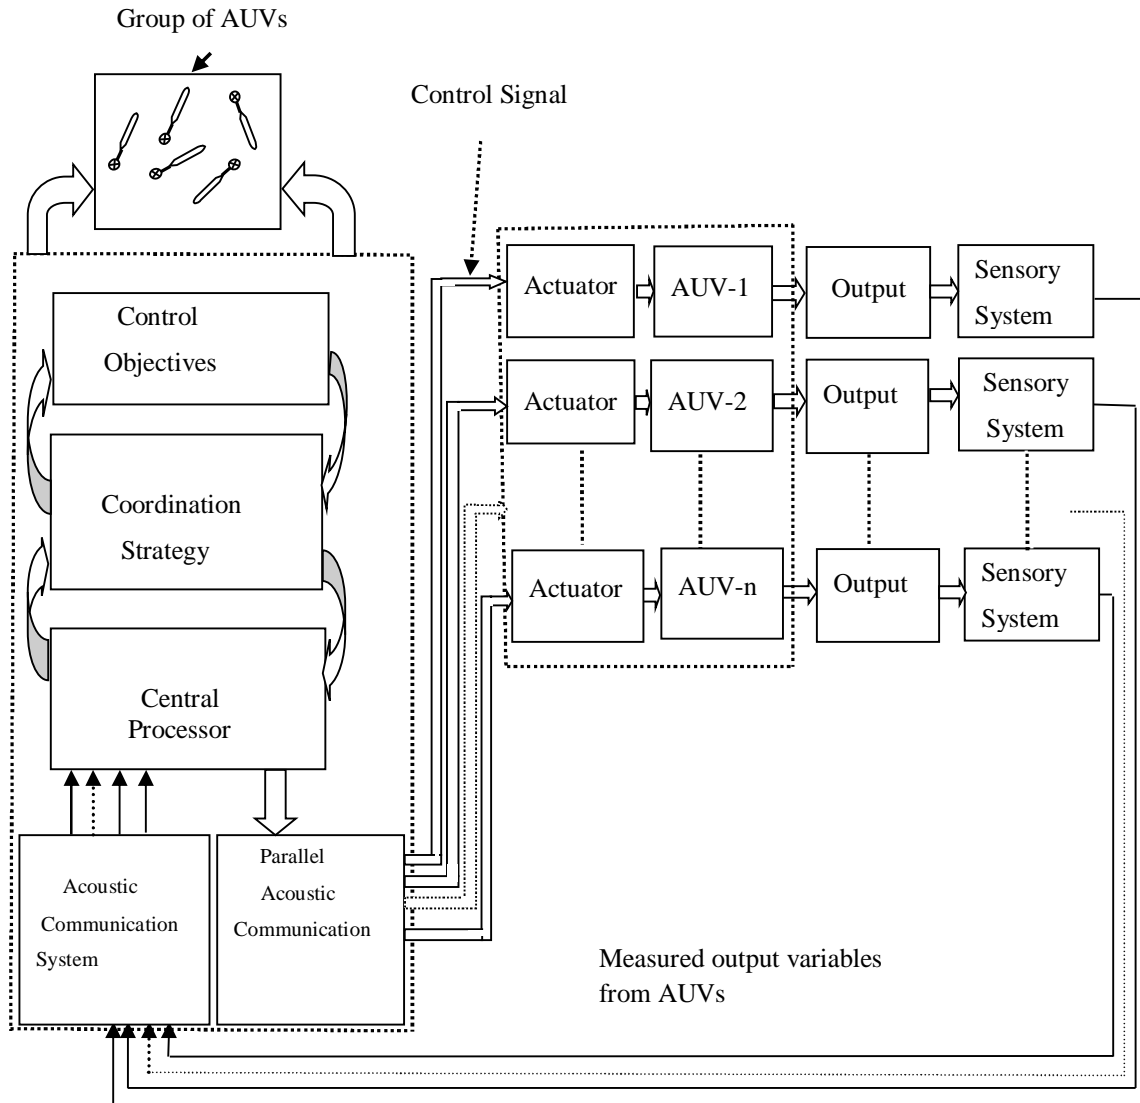 Group of AUVs
Control Signal
Control
Objectives
Coordination
Strategy
Central
Processor
Acoustic
Communication
System
Parallel
Acoustic
Communication
Actuator
AUV-1
Output
Sensory
System
Actuator
AUV-2
Output
Sensory
System
Actuator
AUV-n
Output
Sensory
System
Measured output variables
from AUVs